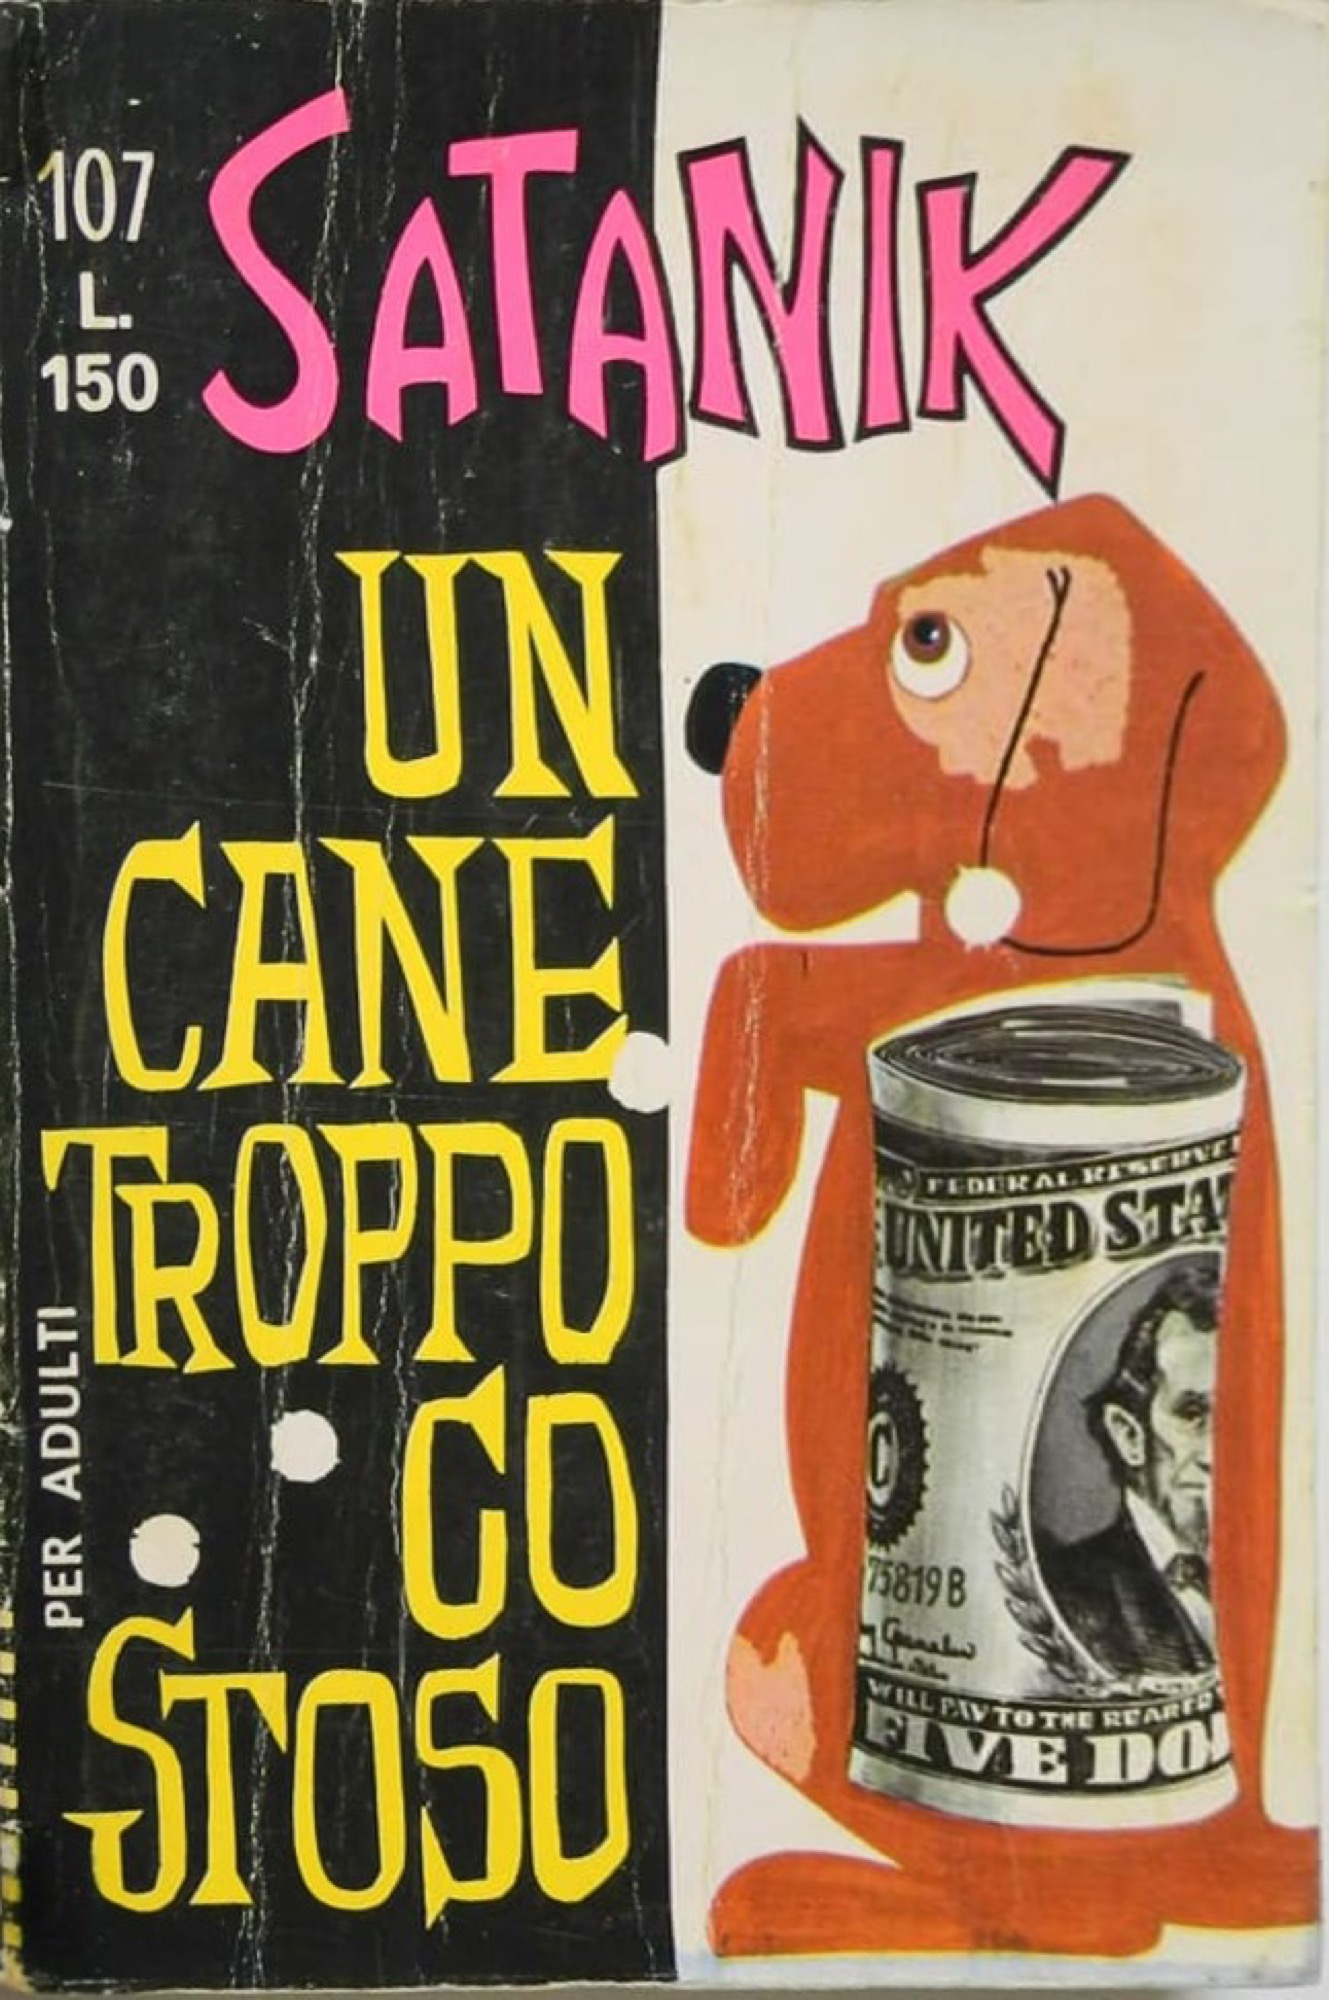 107
L.
150
SATANIK
UN
CANE
TROPPO
CO
STOSO
PER ADULTI
FEDERAL RESERVE
UNITED STA
75819B
WILL PAY TO THE BEARER
FIVE DO